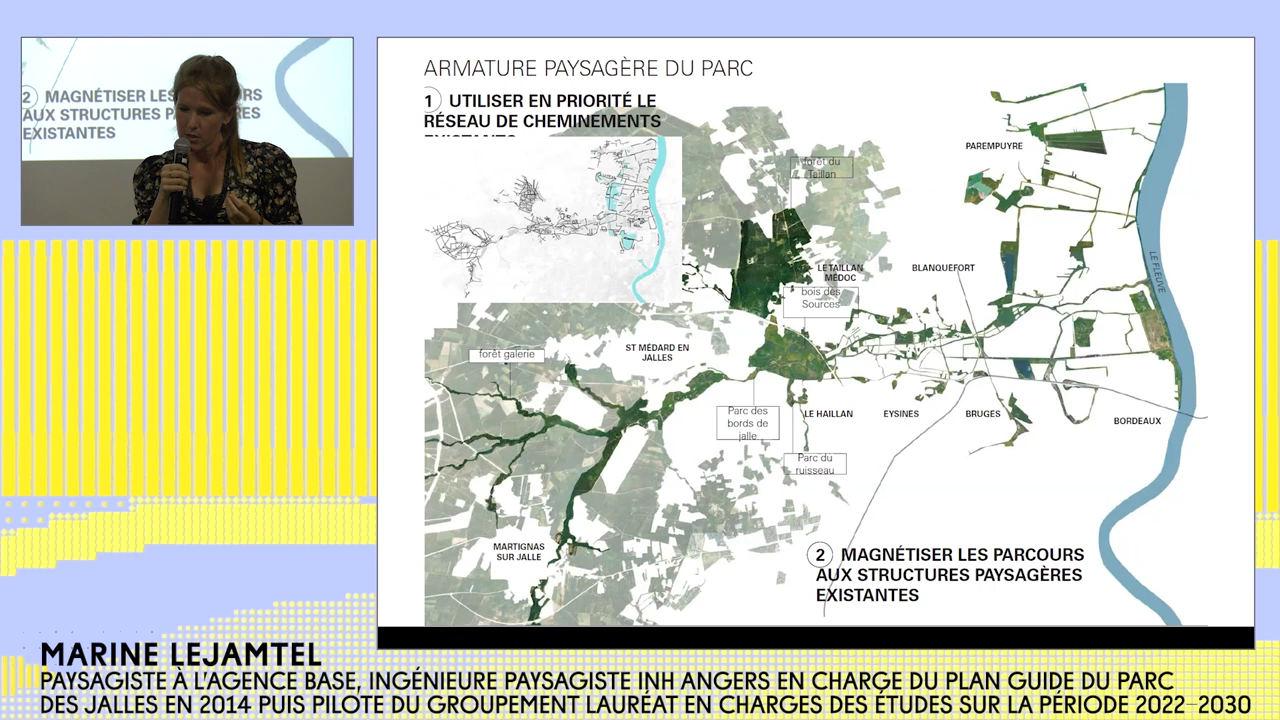 2 MAGNÉTISER LES PARCOURS
AUX STRUCTURES PAYSAGÈRES
EXISTANTES
ARMATURE PAYSAGÈRE DU PARC
1 UTILISER EN PRIORITÉ LE
RÉSEAU DE CHEMINEMENTS
EXISTANTS
forêt du
Taillan
PAREMPUYRE
LE TAILLAN
MÉDOC
BLANQUEFORT
LE FLEUVE
bois des
Sources
forêt galerie
ST MÉDARD EN
JALLES
Parc des
bords de
jalle
LE HAILLAN
EYSINES
BRUGES
BORDEAUX
Parc du
ruisseau
MARTIGNAS
SUR JALLE
2 MAGNÉTISER LES PARCOURS
AUX STRUCTURES PAYSAGÈRES
EXISTANTES
MARINE LEJAMTEL
PAYSAGISTE À L'AGENCE BASE, INGÉNIEURE PAYSAGISTE INH ANGERS EN CHARGE DU PLAN GUIDE DU PARC
DES JALLES EN 2014 PUIS PILOTE DU GROUPEMENT LAURÉAT EN CHARGES DES ÉTUDES SUR LA PÉRIODE 2022-2030